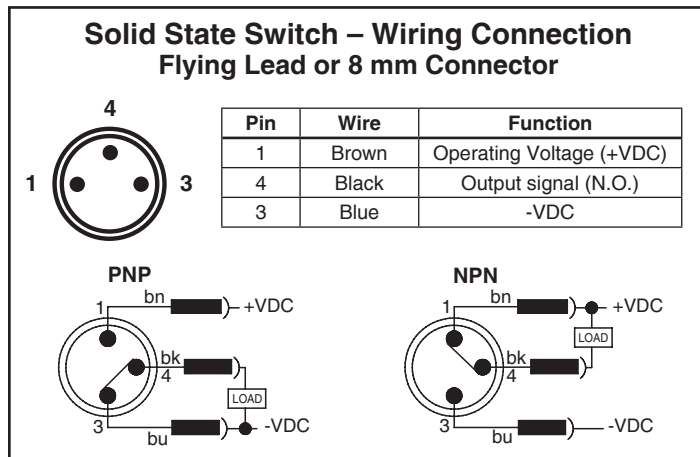 Solid State Switch – Wiring Connection
Flying Lead or 8 mm Connector
4
1 3
Pin Wire Function
1 Brown Operating Voltage (+VDC)
4 Black Output signal (N.O.)
3 Blue -VDC
PNP
1 bn +VDC
bk
4
LOAD
3 bu -VDC
NPN
1 bn +VDC
LOAD
bk
4
3 bu -VDC